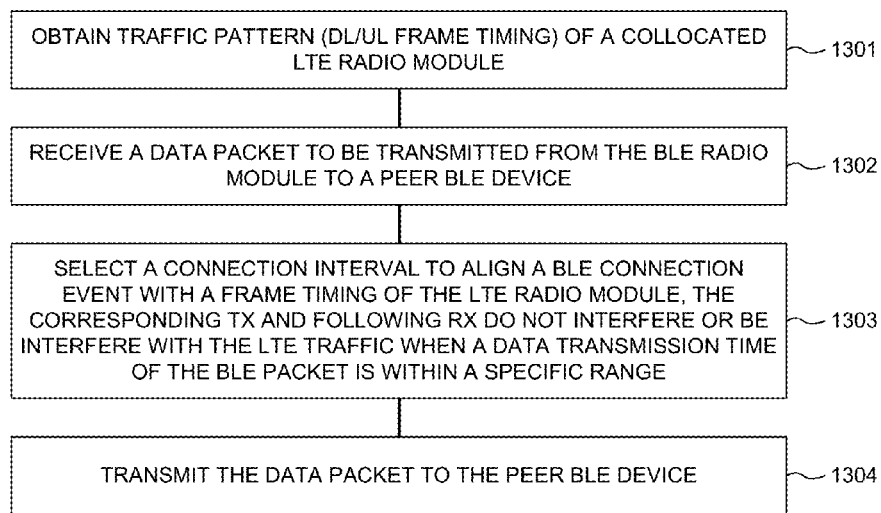 OBTAIN TRAFFIC PATTERN (DL/UL FRAME TIMING) OF A COLLOCATED
LTE RADIO MODULE
1301
RECEIVE A DATA PACKET TO BE TRANSMITTED FROM THE BLE RADIO
MODULE TO A PEER BLE DEVICE
1302
SELECT A CONNECTION INTERVAL TO ALIGN A BLE CONNECTION
EVENT WITH A FRAME TIMING OF THE LTE RADIO MODULE, THE
CORRESPONDING TX AND FOLLOWING RX DO NOT INTERFERE OR BE
INTERFERE WITH THE LTE TRAFFIC WHEN A DATA TRANSMISSION TIME
OF THE BLE PACKET IS WITHIN A SPECIFIC RANGE
1303
TRANSMIT THE DATA PACKET TO THE PEER BLE DEVICE
1304